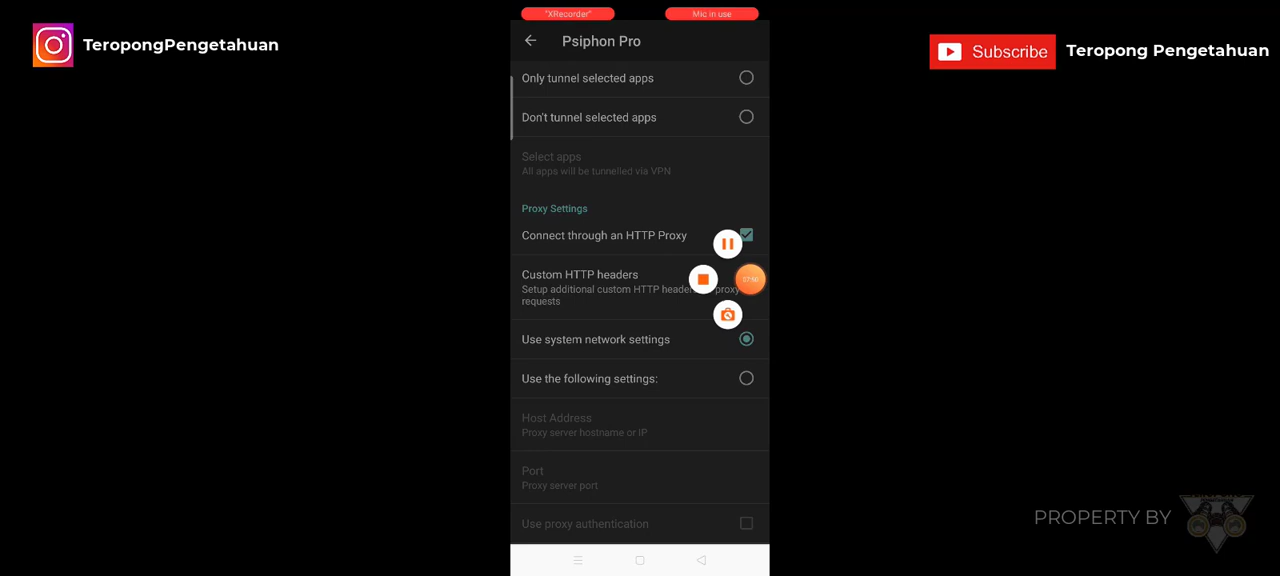 "XRecorder"
Mic in use
TeropongPengetahuan
Subscribe
Teropong Pengetahuan
Psiphon Pro
Only tunnel selected apps
Don't tunnel selected apps
Select apps
All apps will be tunnelled via VPN
Proxy Settings
Connect through an HTTP Proxy
Custom HTTP headers
Setup additional custom HTTP headers proxy
requests
Use system network settings
Use the following settings:
Host Address
Proxy server hostname or IP
Port
Proxy server port
Use proxy authentication
PROPERTY BY